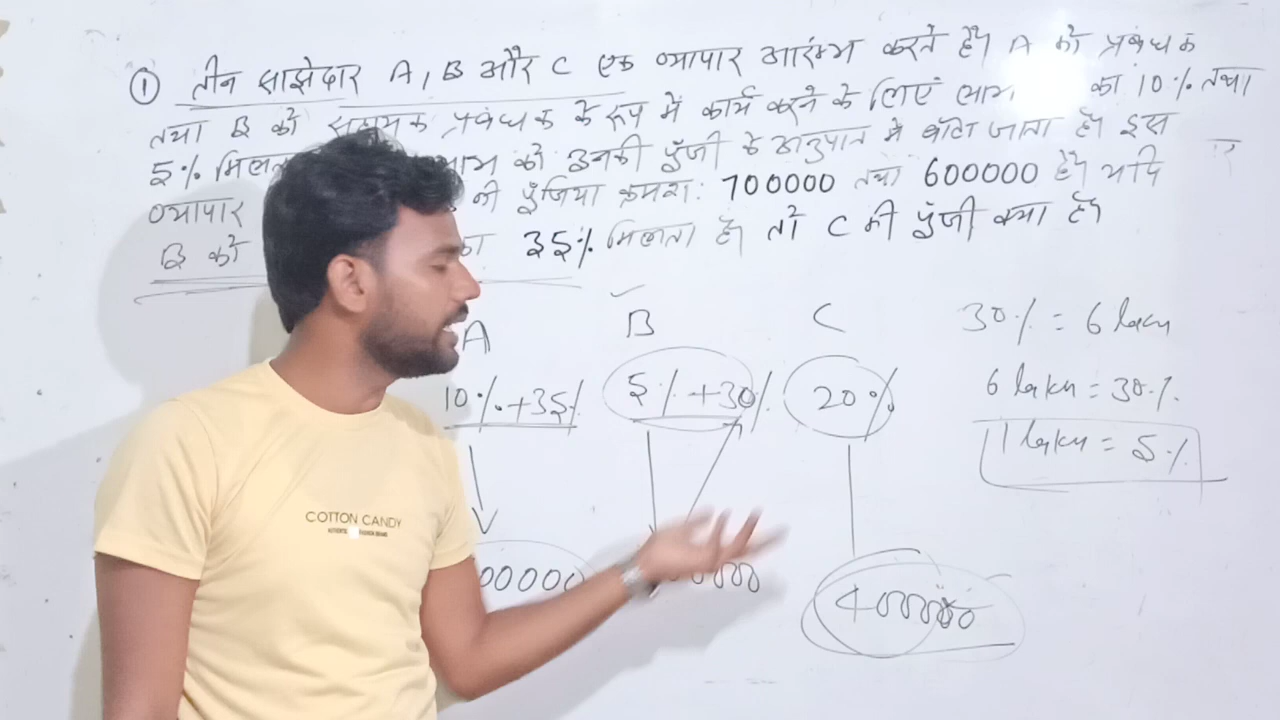 ① तीन साझेदार A, B और C एक व्यापार आरंम्भ करते है। A को प्रबंधक
तथा B को सहायक प्रबंधक के रूप में कार्य करने के लिएं लाभ का 10% तथा
5% मिलता लाभ को इनकी पूँजी के अनुपात में बाँटा जाता है। इस
व्यापार की पूंजिया क्रमश: 700000 तथा 600000 है। यदि
B को का 35% मिलता है। तो C की पूँजी क्या है।
A B C
10%+35% 5%+30% 20%
30% = 6 lakh
6 lakh = 30%
1 lakh = 5%
00000 0000 400000
COTTON CANDY